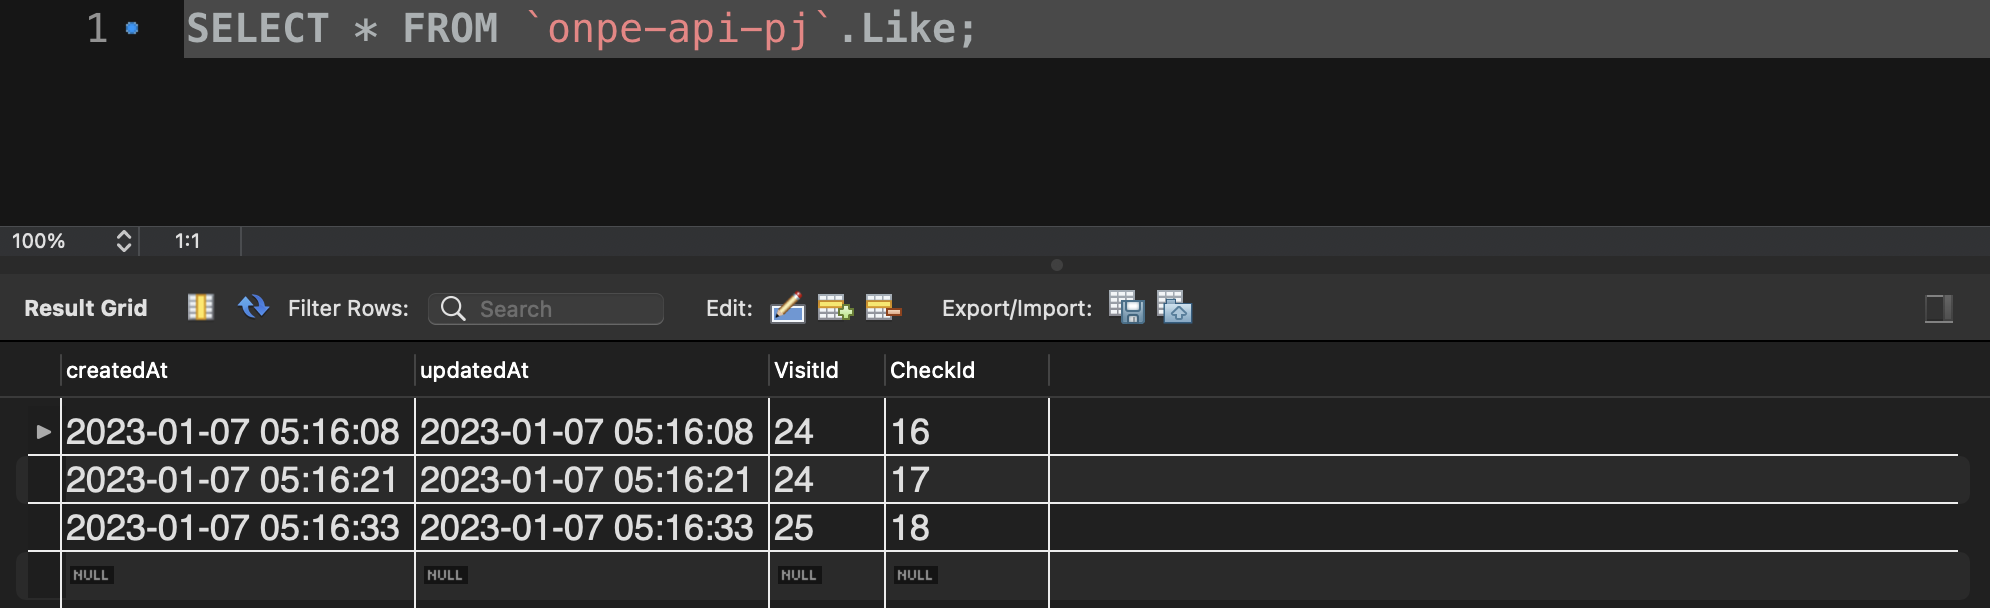 1 SELECT * FROM `onpe-api-pj`.Like;
100% 1:1
Result Grid Filter Rows: Search Edit: Export/Import:
createdAt updatedAt VisitId CheckId
2023-01-07 05:16:08 2023-01-07 05:16:08 24 16
2023-01-07 05:16:21 2023-01-07 05:16:21 24 17
2023-01-07 05:16:33 2023-01-07 05:16:33 25 18
NULL NULL NULL NULL